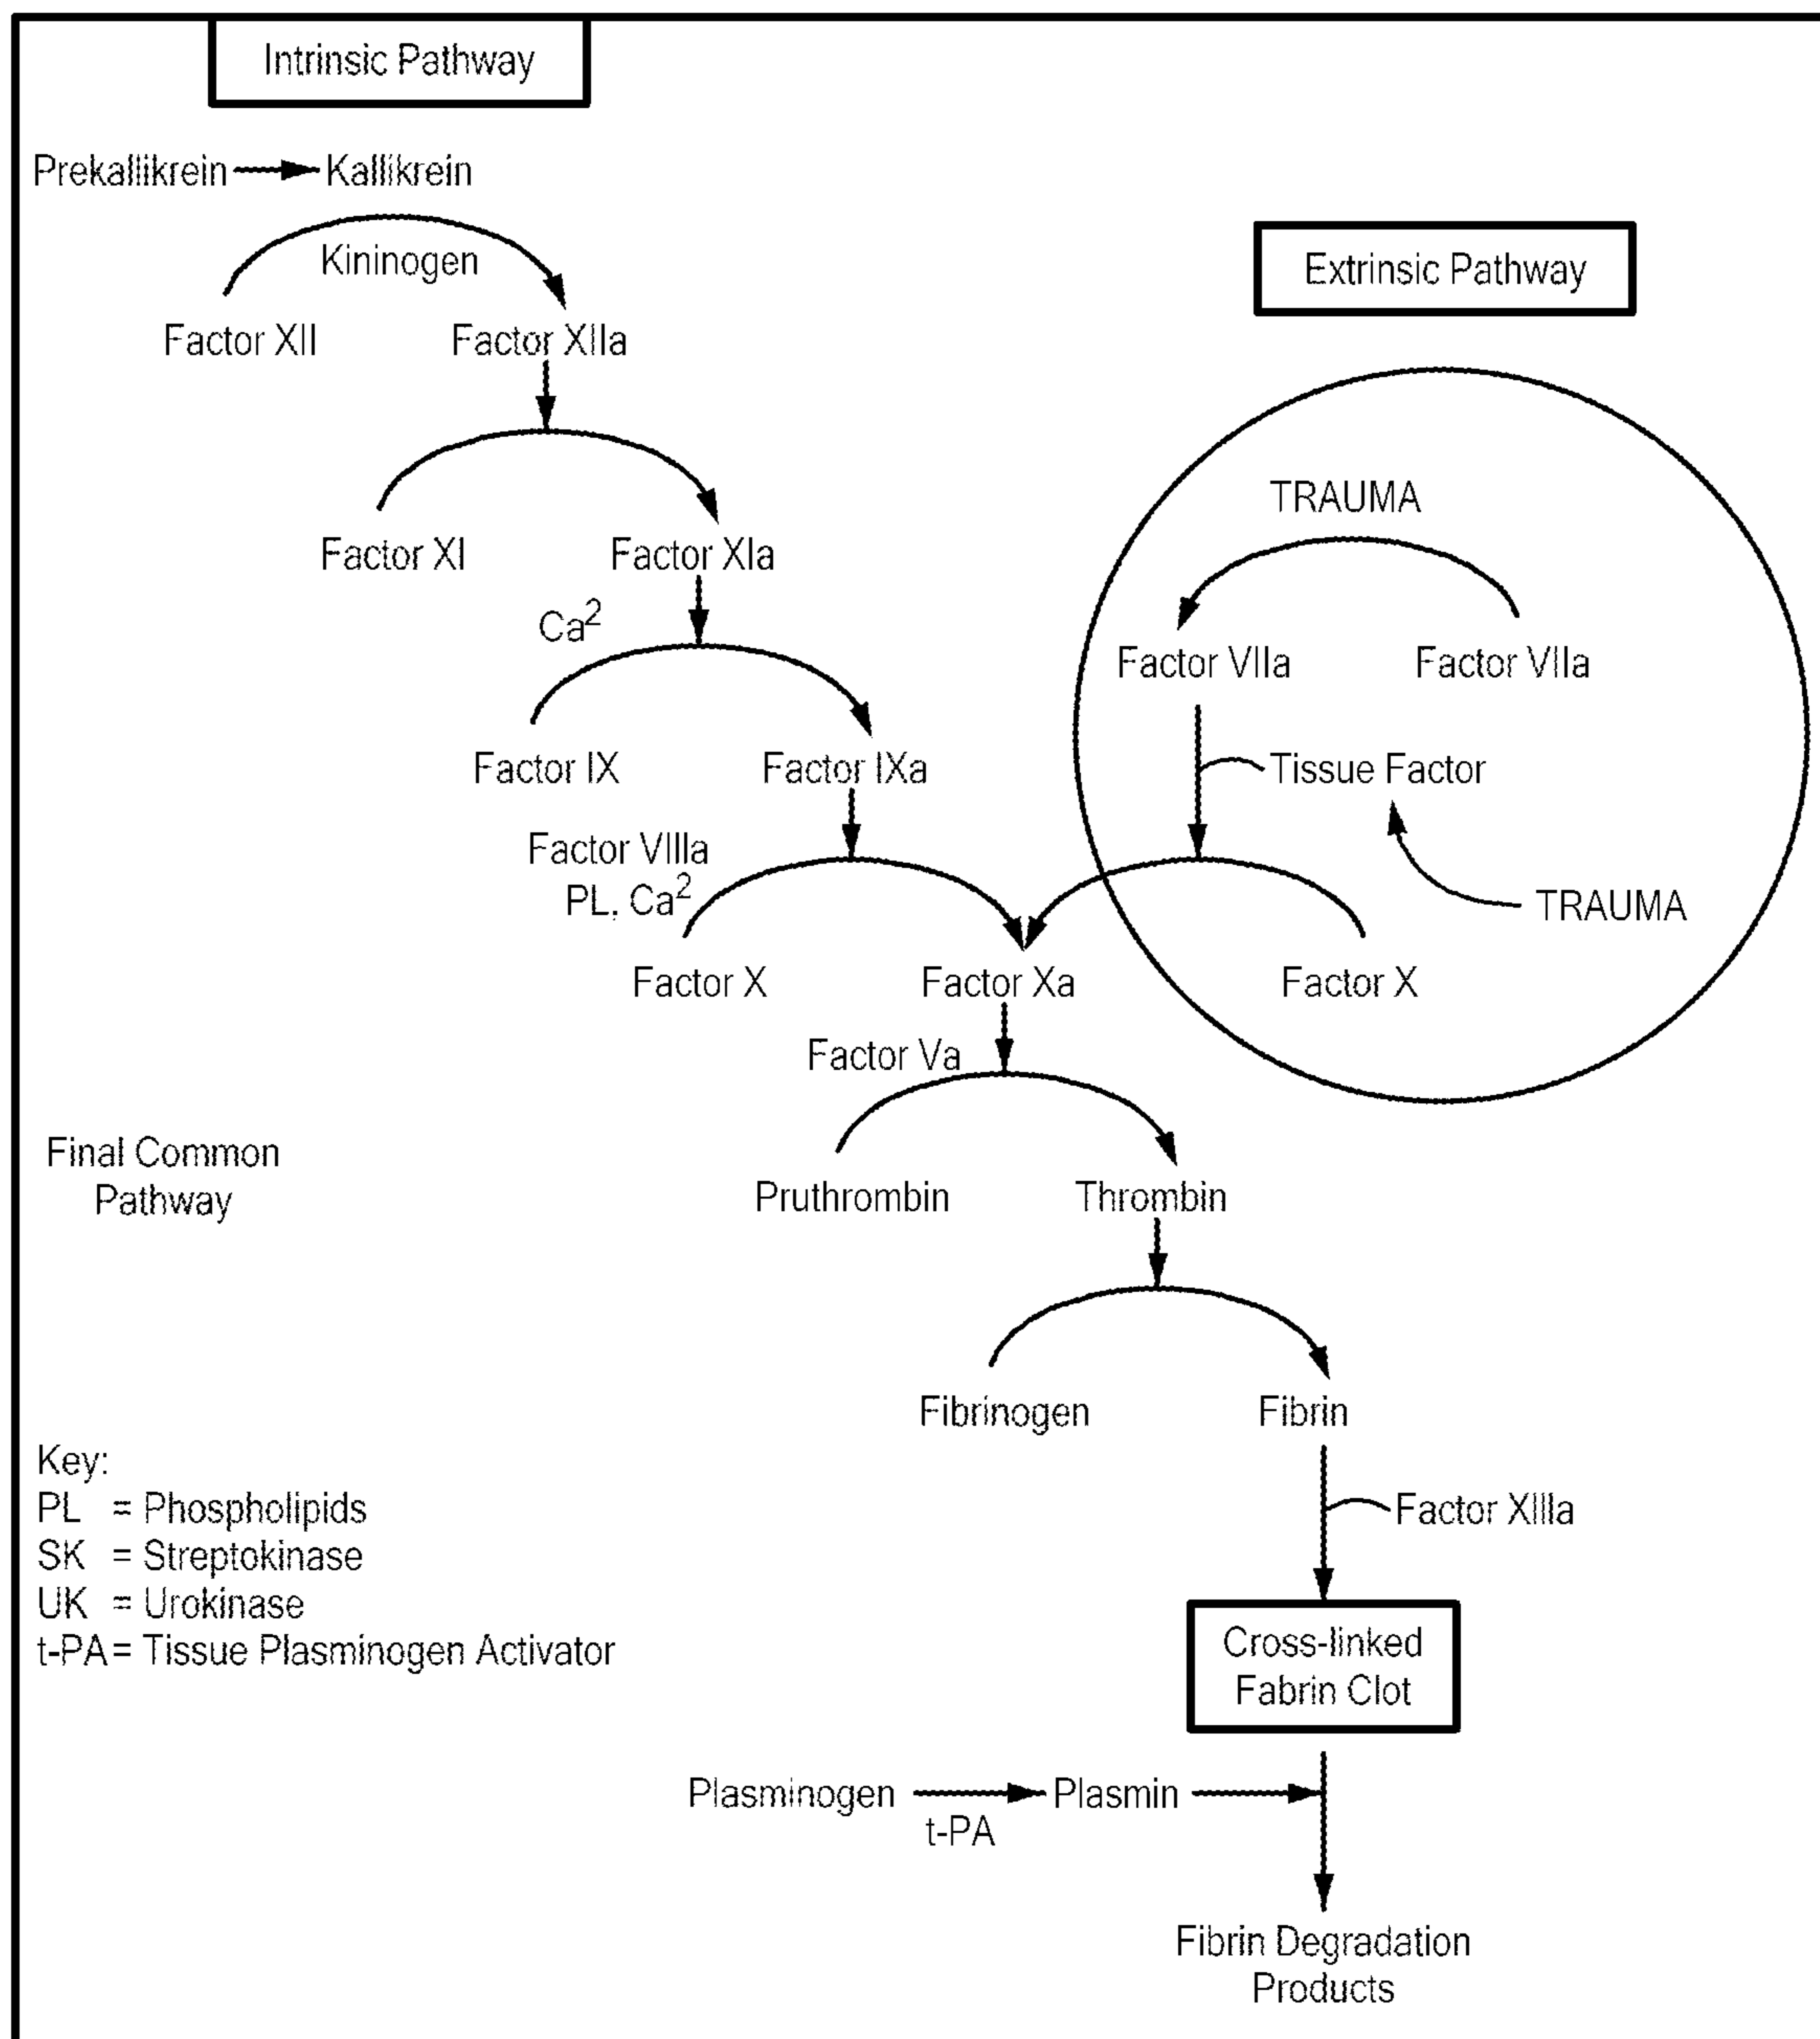 Intrinsic Pathway
Prekallikrein
Kallikrein
Kininogen
Extrinsic Pathway
Factor XII
Factor XIIa
TRAUMA
Factor XI
Factor XIa
Ca²
Factor VIIa
Factor VIIa
Factor IX
Factor IXa
Tissue Factor
Factor VIIIa
PL, Ca²
TRAUMA
Factor X
Factor Xa
Factor X
Factor Va
Final Common
Pathway
Pruthrombin
Thrombin
Fibrinogen
Fibrin
Key:
PL = Phospholipids
SK = Streptokinase
UK = Urokinase
t-PA = Tissue Plasminogen Activator
Factor XIIIa
Cross-linked
Fabrin Clot
Plasminogen
t-PA
Plasmin
Fibrin Degradation
Products